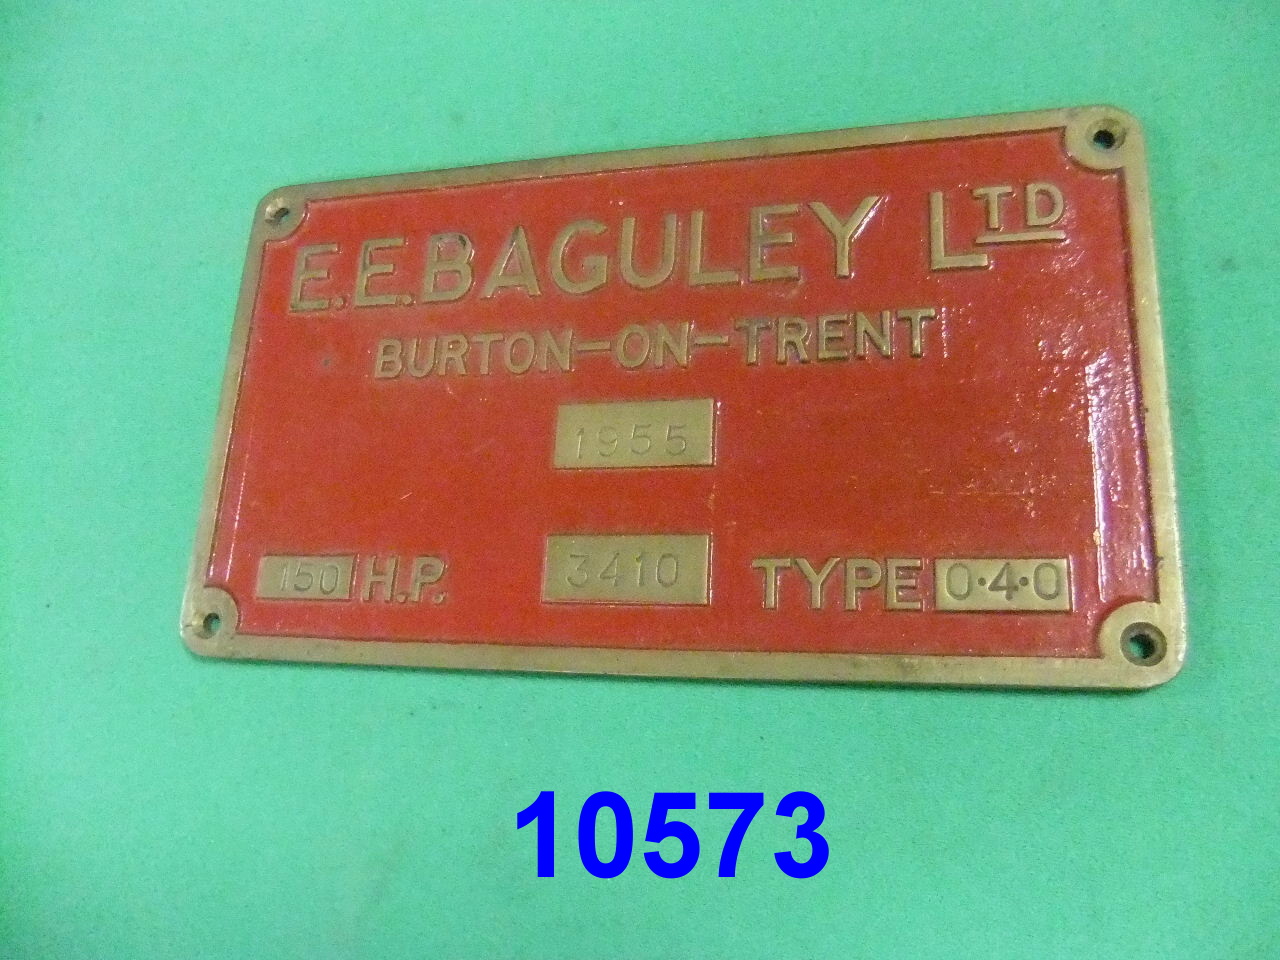 E.E.BAGULEY LTD
BURTON-ON-TRENT
1955
150 H.P. 3410 TYPE 0·4·0
10573